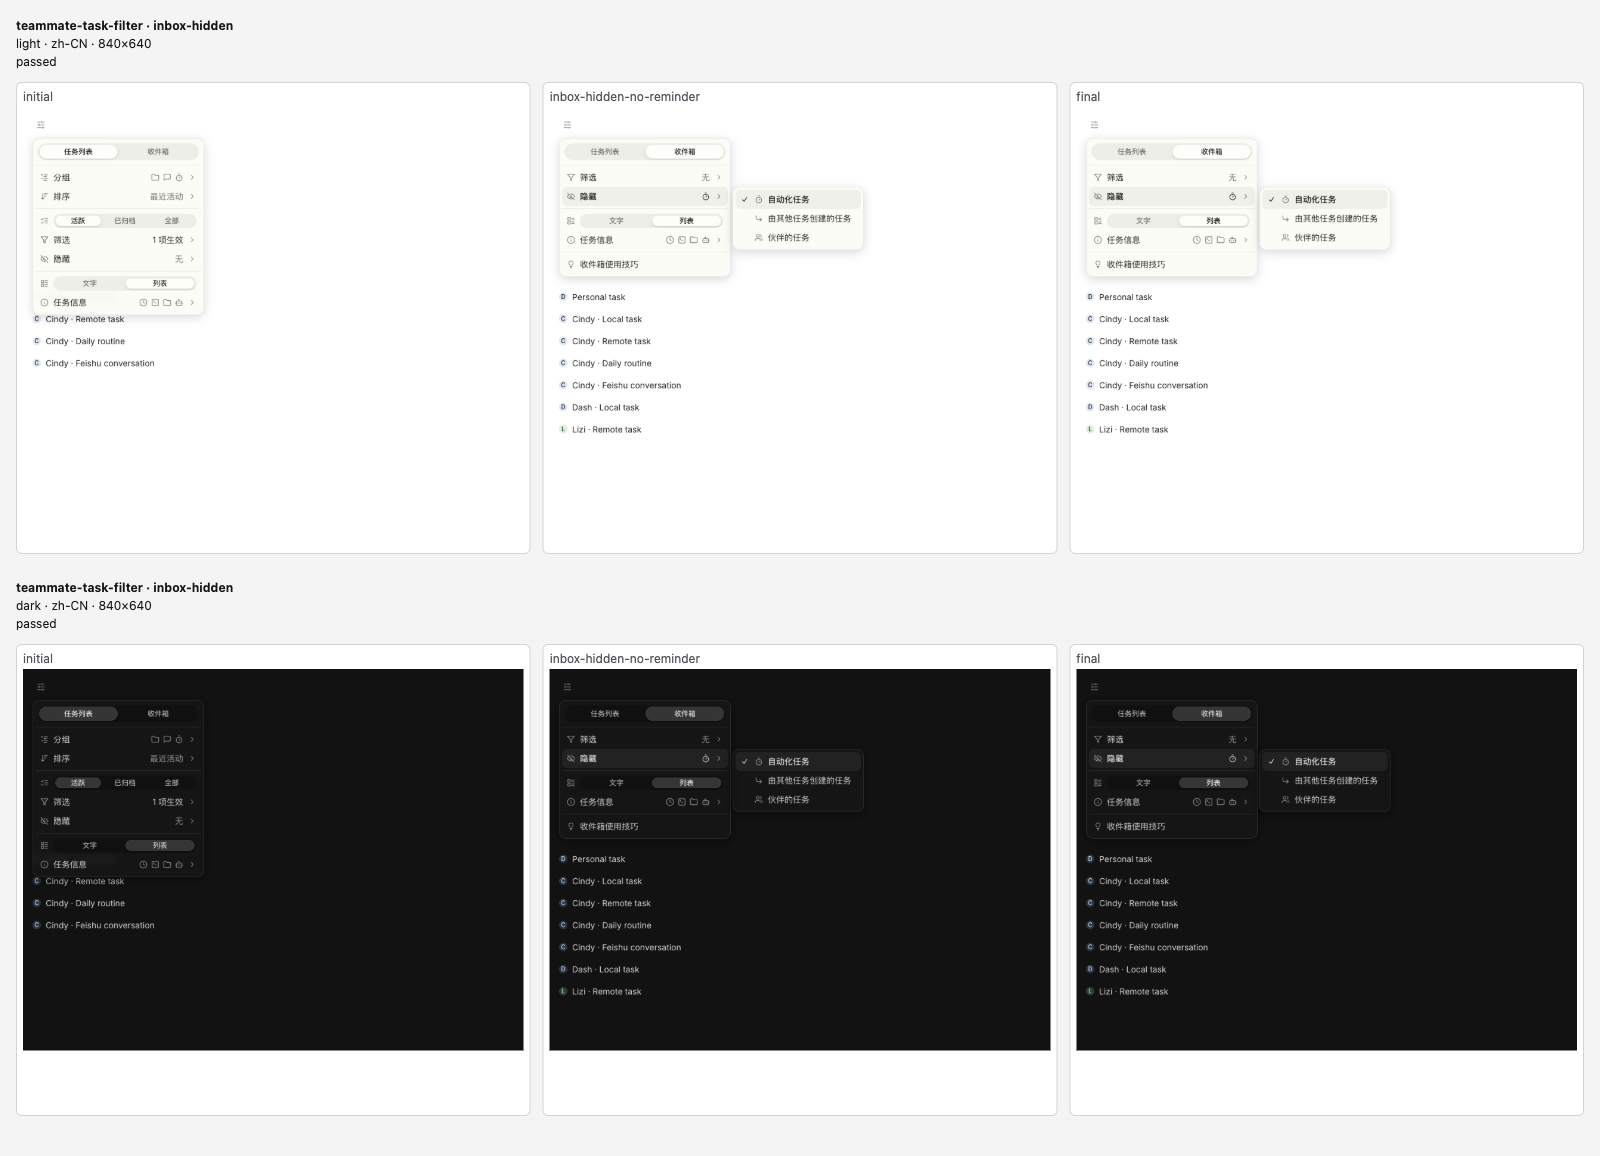 teammate-task-filter · inbox-hidden
light · zh-CN · 840×640
passed
initial
任务列表 收件箱
分组
排序 最近活动
活跃 已归档 全部
筛选 1 项生效
隐藏 无
文字 列表
任务信息
C Cindy · Remote task
C Cindy · Daily routine
C Cindy · Feishu conversation
inbox-hidden-no-reminder
任务列表 收件箱
筛选 无
隐藏
文字 列表
任务信息
收件箱使用技巧
自动化任务
由其他任务创建的任务
伙伴的任务
D Personal task
C Cindy · Local task
C Cindy · Remote task
C Cindy · Daily routine
C Cindy · Feishu conversation
D Dash · Local task
L Lizi · Remote task
final
任务列表 收件箱
筛选 无
隐藏
文字 列表
任务信息
收件箱使用技巧
自动化任务
由其他任务创建的任务
伙伴的任务
D Personal task
C Cindy · Local task
C Cindy · Remote task
C Cindy · Daily routine
C Cindy · Feishu conversation
D Dash · Local task
L Lizi · Remote task
teammate-task-filter · inbox-hidden
dark · zh-CN · 840×640
passed
initial
任务列表 收件箱
分组
排序 最近活动
活跃 已归档 全部
筛选 1 项生效
隐藏 无
文字 列表
任务信息
C Cindy · Remote task
C Cindy · Daily routine
C Cindy · Feishu conversation
inbox-hidden-no-reminder
任务列表 收件箱
筛选 无
隐藏
文字 列表
任务信息
收件箱使用技巧
自动化任务
由其他任务创建的任务
伙伴的任务
D Personal task
C Cindy · Local task
C Cindy · Remote task
C Cindy · Daily routine
C Cindy · Feishu conversation
D Dash · Local task
L Lizi · Remote task
final
任务列表 收件箱
筛选 无
隐藏
文字 列表
任务信息
收件箱使用技巧
自动化任务
由其他任务创建的任务
伙伴的任务
D Personal task
C Cindy · Local task
C Cindy · Remote task
C Cindy · Daily routine
C Cindy · Feishu conversation
D Dash · Local task
L Lizi · Remote task